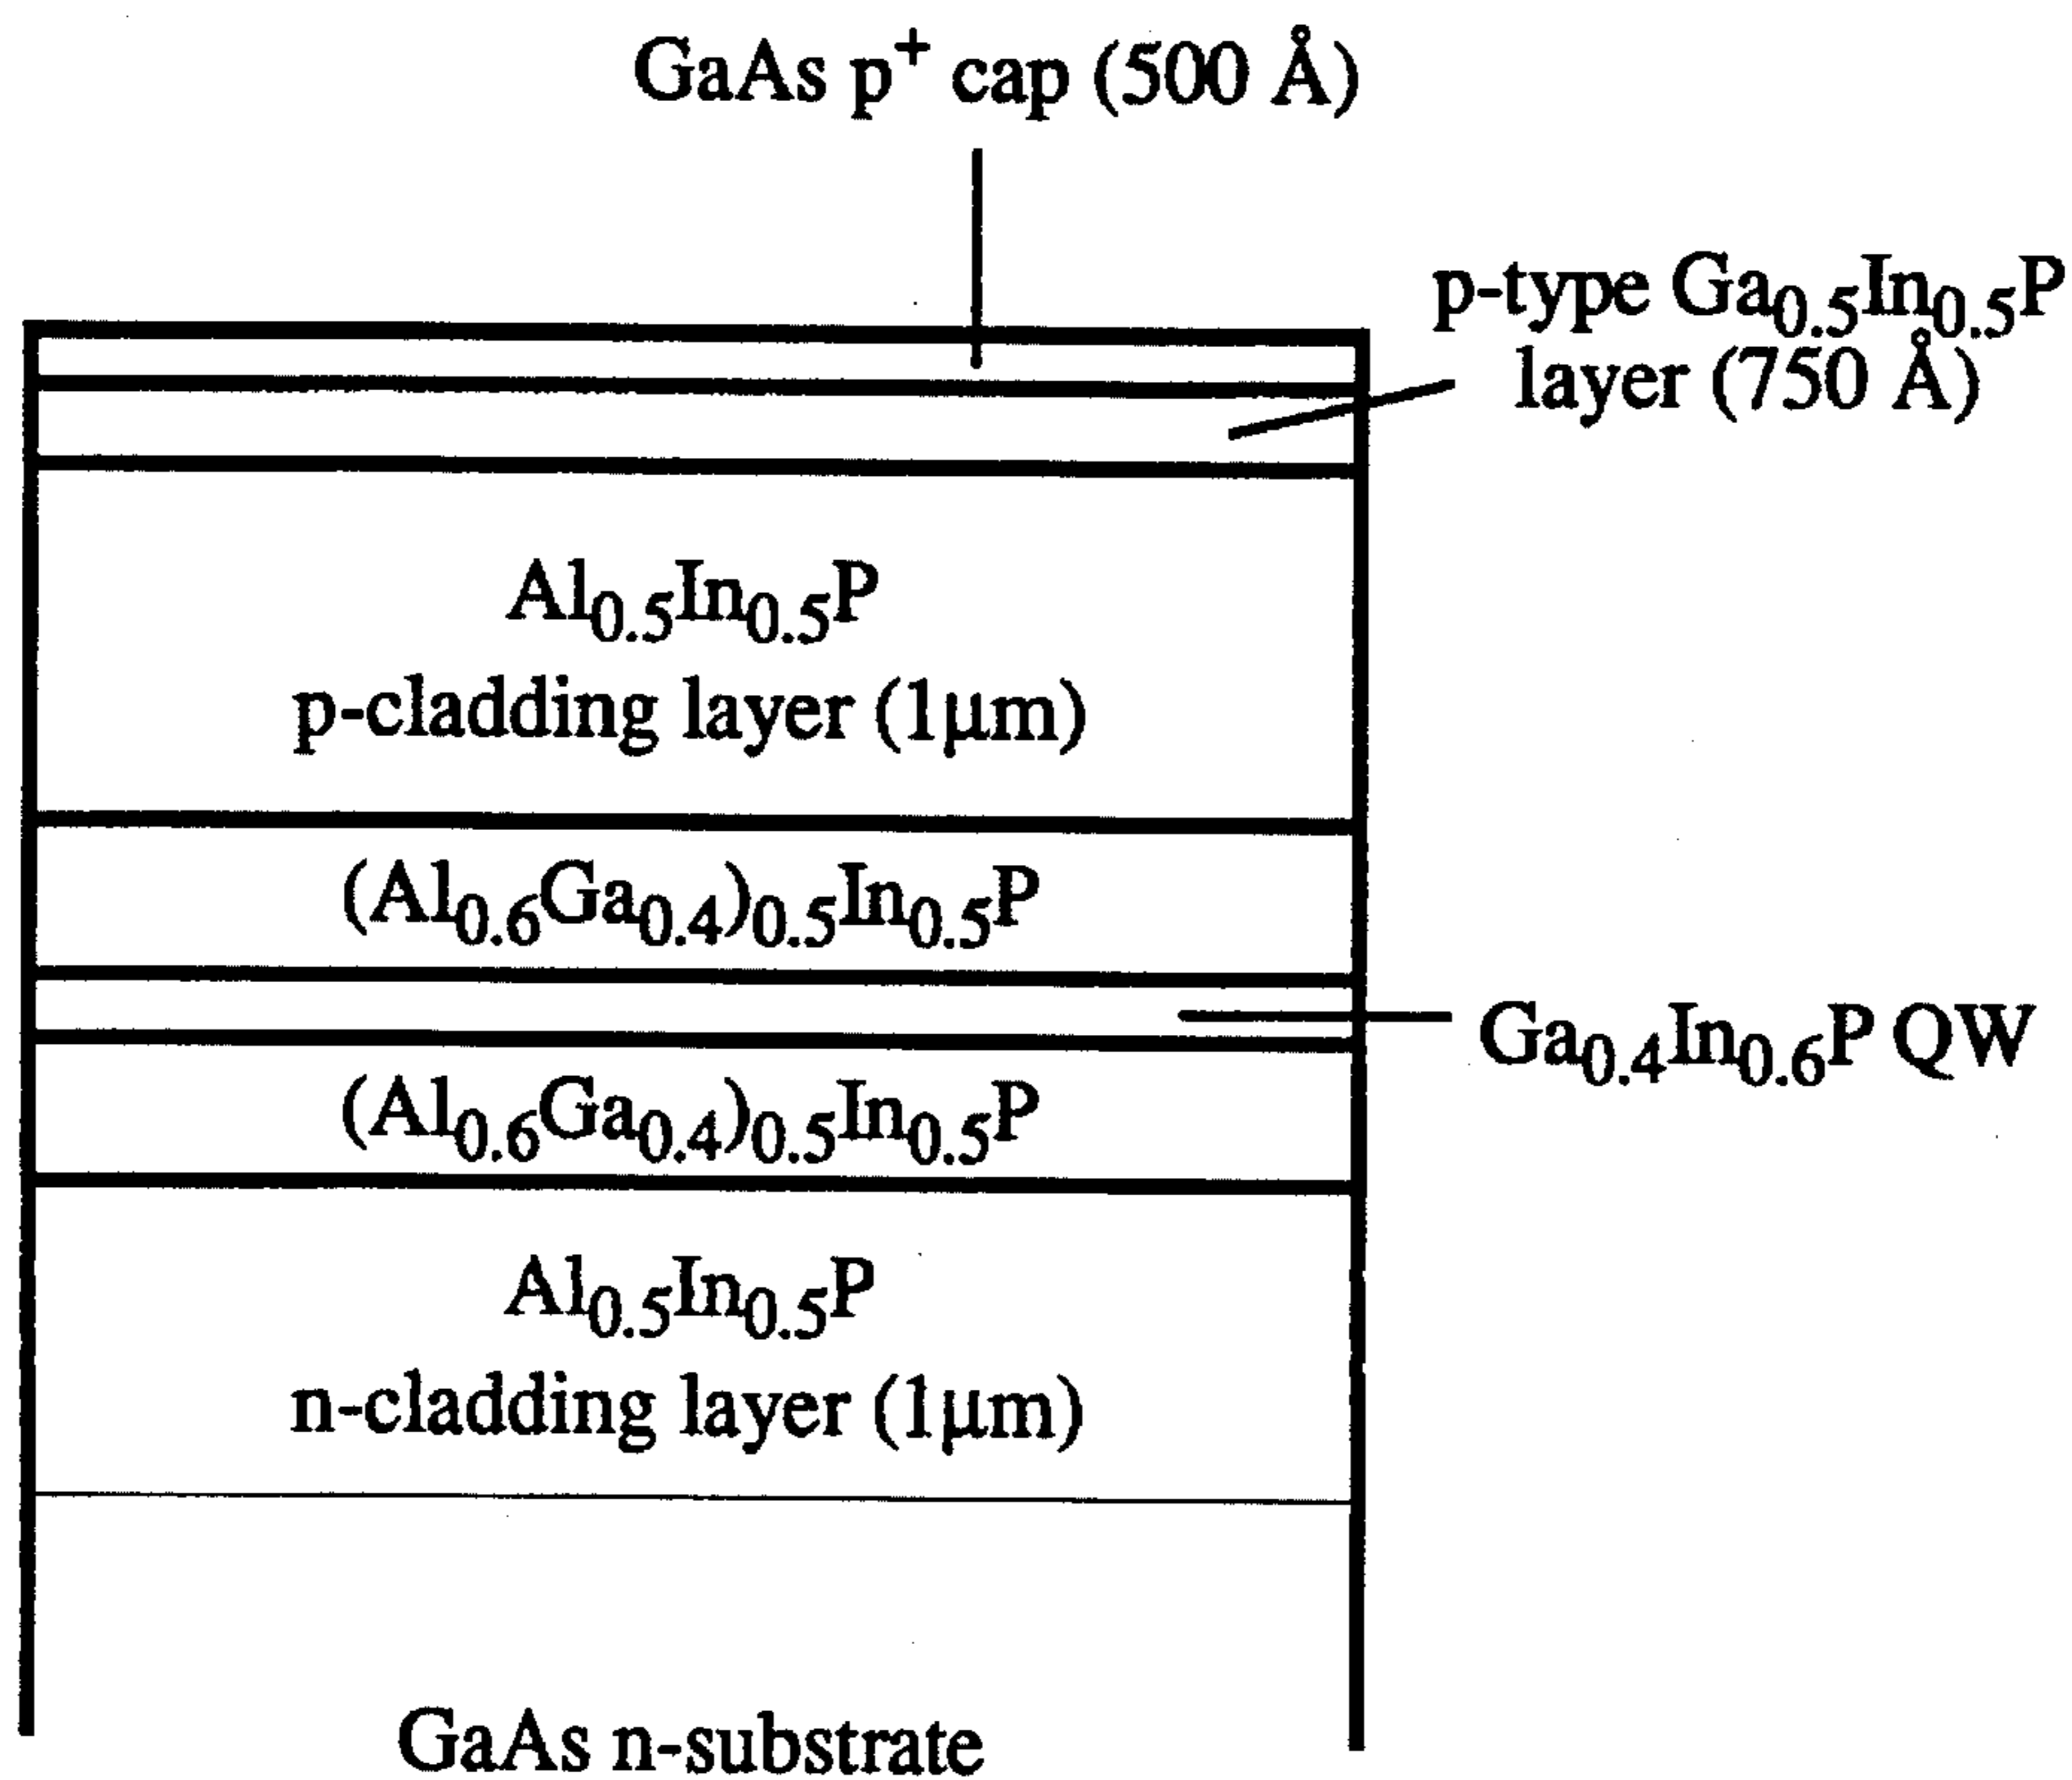 GaAs p⁺ cap (500 Å)
p-type Ga₀.₅In₀.₅P
layer (750 Å)
Al₀.₅In₀.₅P
p-cladding layer (1μm)
(Al₀.₆Ga₀.₄)₀.₅In₀.₅P
Ga₀.₄In₀.₆P QW
(Al₀.₆Ga₀.₄)₀.₅In₀.₅P
Al₀.₅In₀.₅P
n-cladding layer (1μm)
GaAs n-substrate